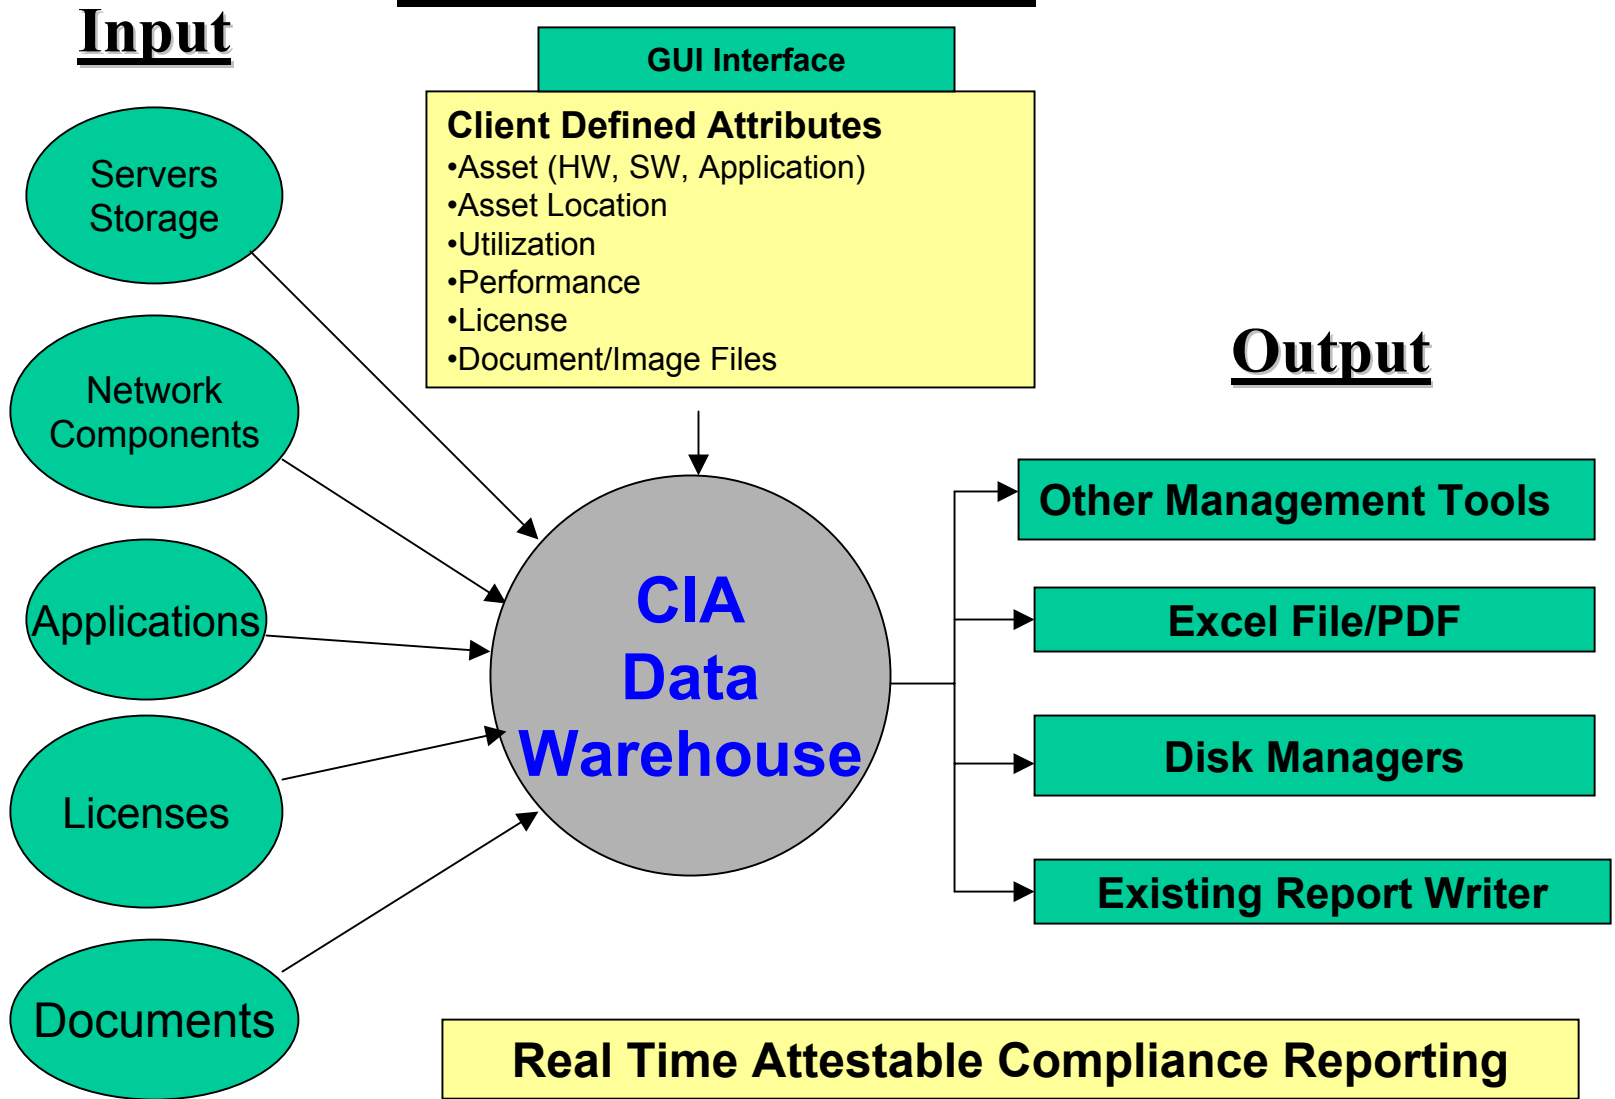 Input
GUI Interface
Client Defined Attributes
•Asset (HW, SW, Application)
•Asset Location
•Utilization
•Performance
•License
•Document/Image Files
Servers
Storage
Network
Components
Applications
Licenses
Documents
CIA
Data
Warehouse
Output
Other Management Tools
Excel File/PDF
Disk Managers
Existing Report Writer
Real Time Attestable Compliance Reporting